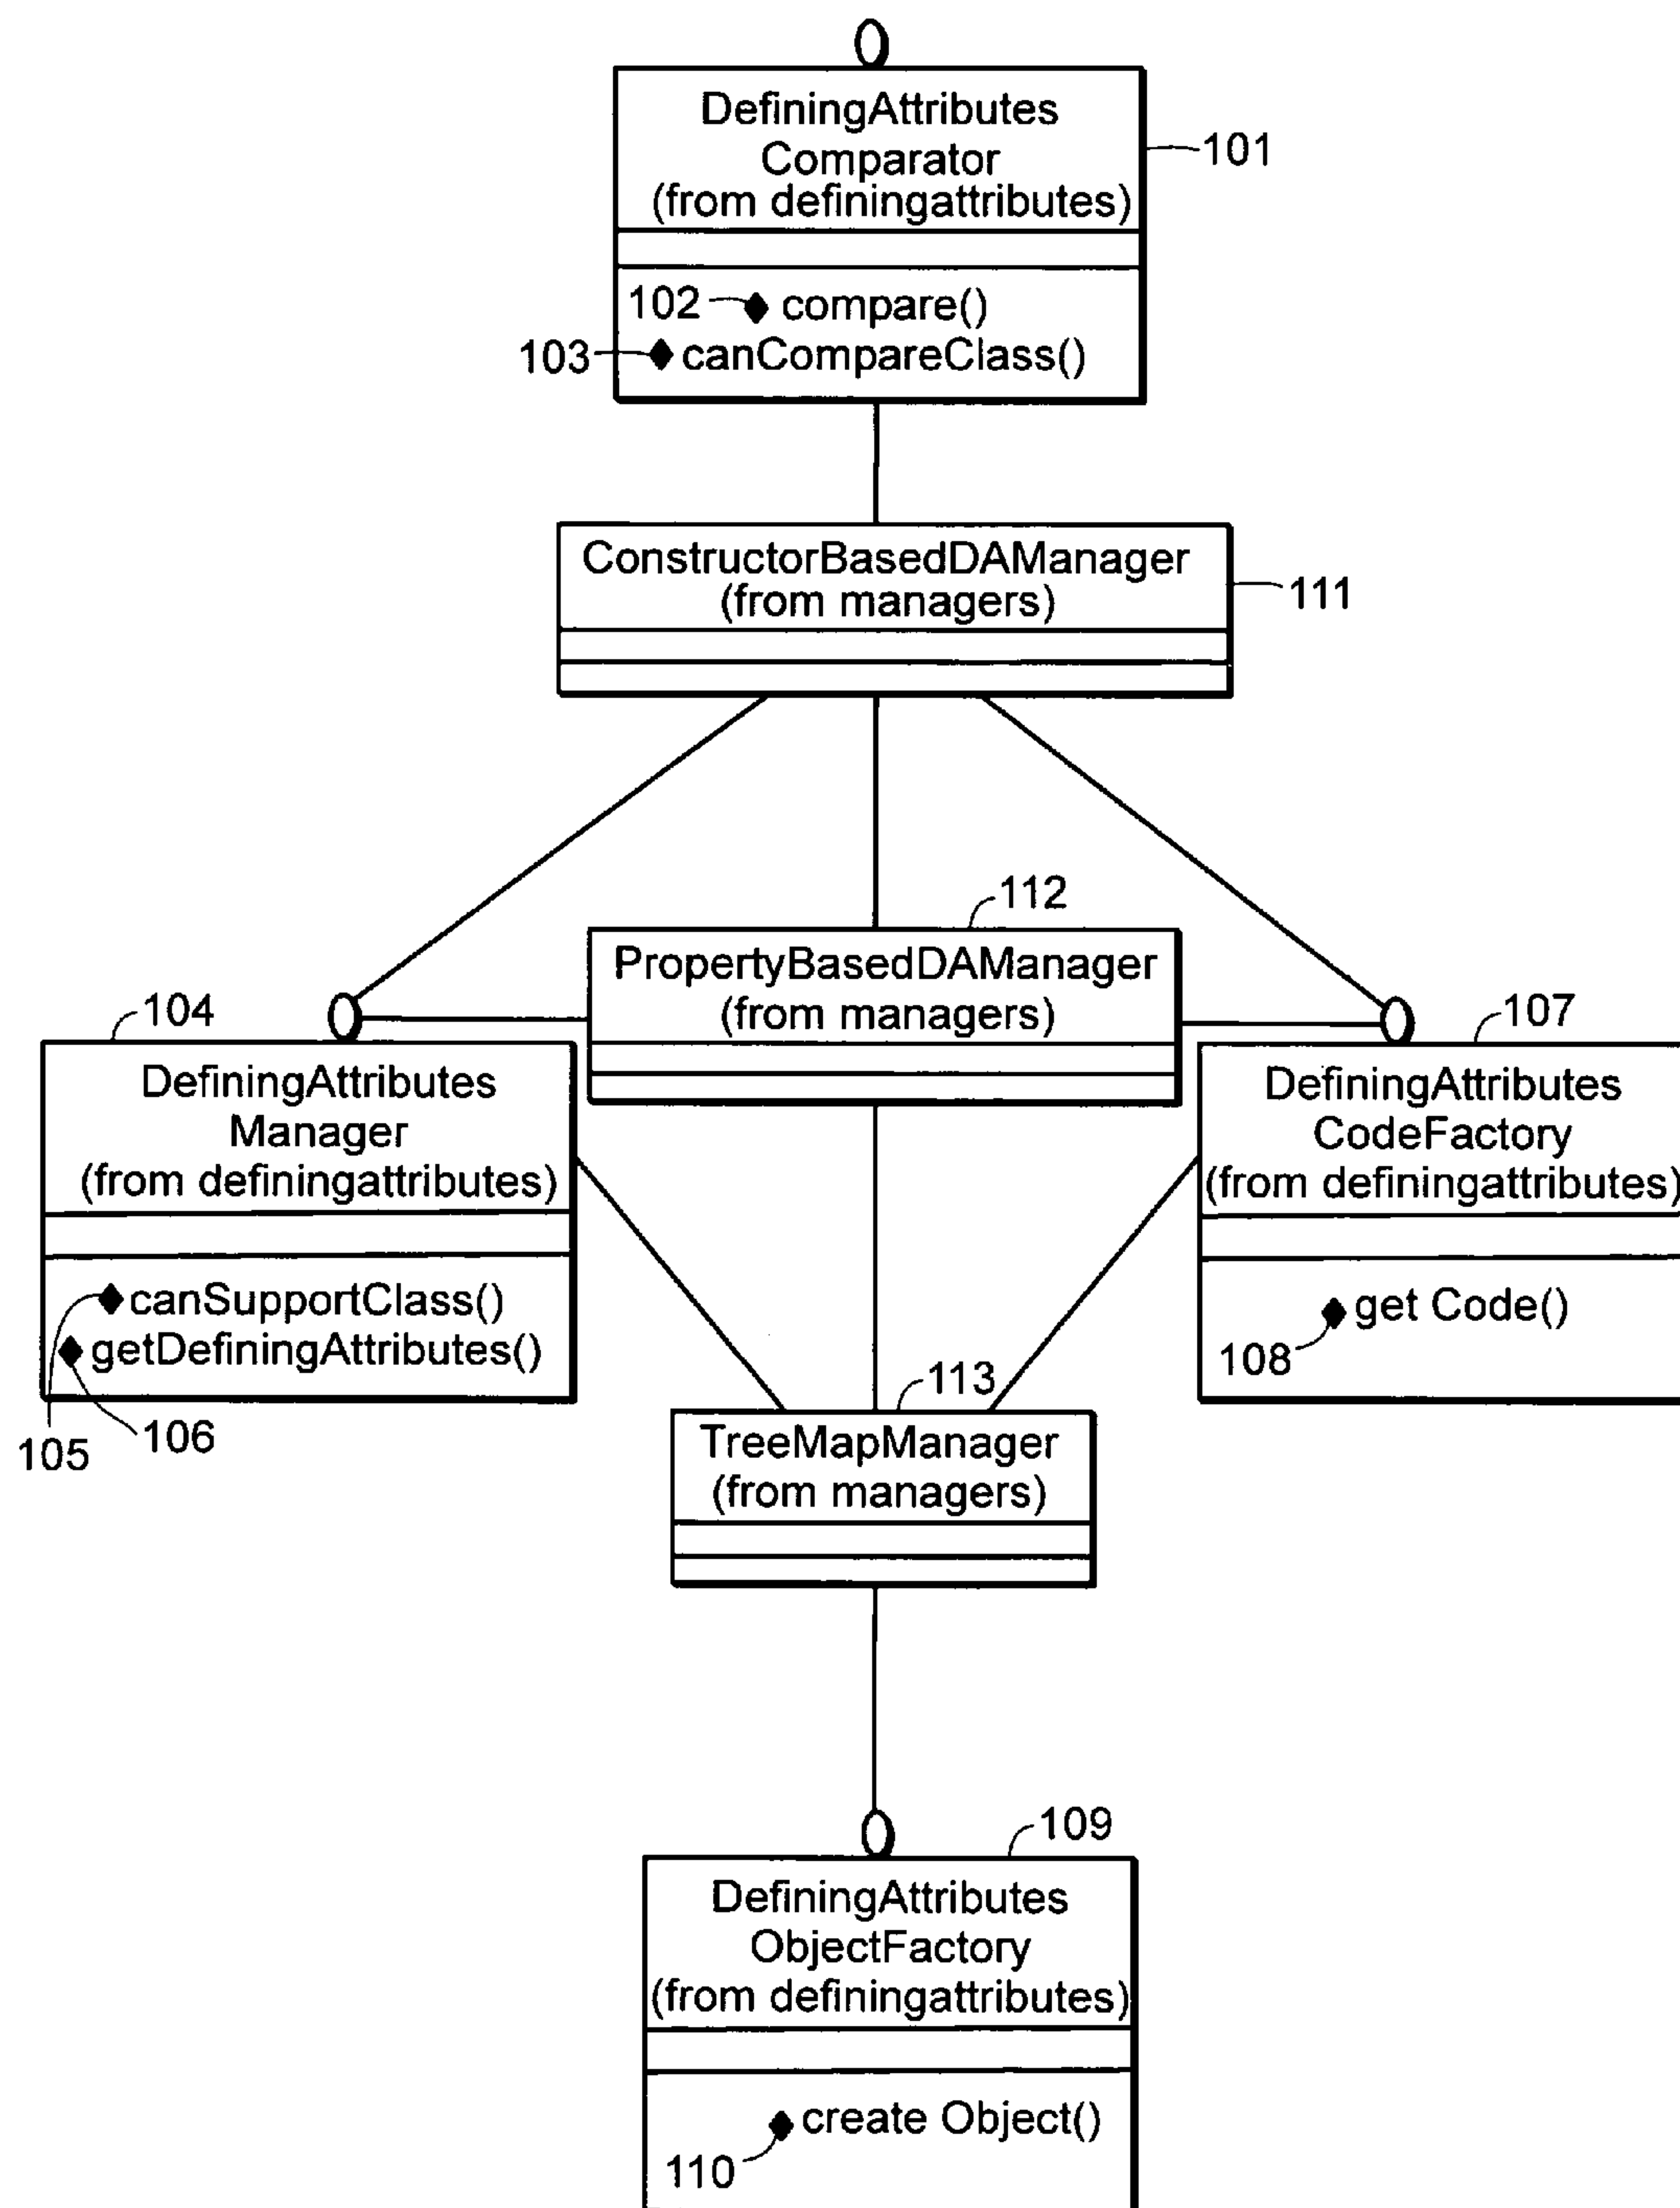 DefiningAttributes
Comparator
(from definingattributes)
101
102 compare()
103 canCompareClass()
ConstructorBasedDAManager
(from managers)
111
112
PropertyBasedDAManager
(from managers)
104
DefiningAttributes
Manager
(from definingattributes)
canSupportClass()
getDefiningAttributes()
105
106
107
DefiningAttributes
CodeFactory
(from definingattributes)
get Code()
108
113
TreeMapManager
(from managers)
109
DefiningAttributes
ObjectFactory
(from definingattributes)
create Object()
110